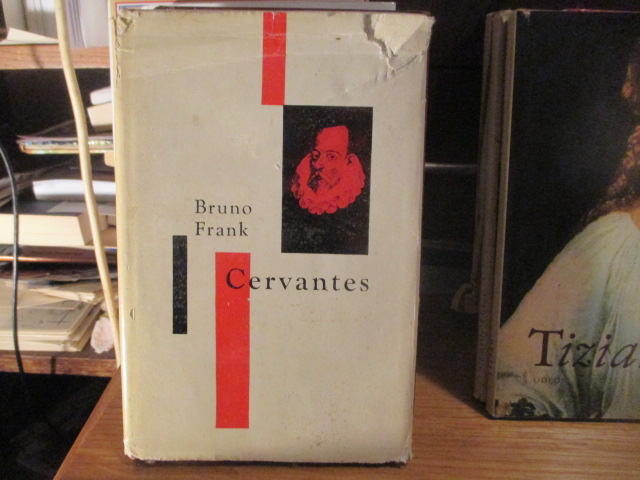 Bruno
Frank
Cervantes
Tizia